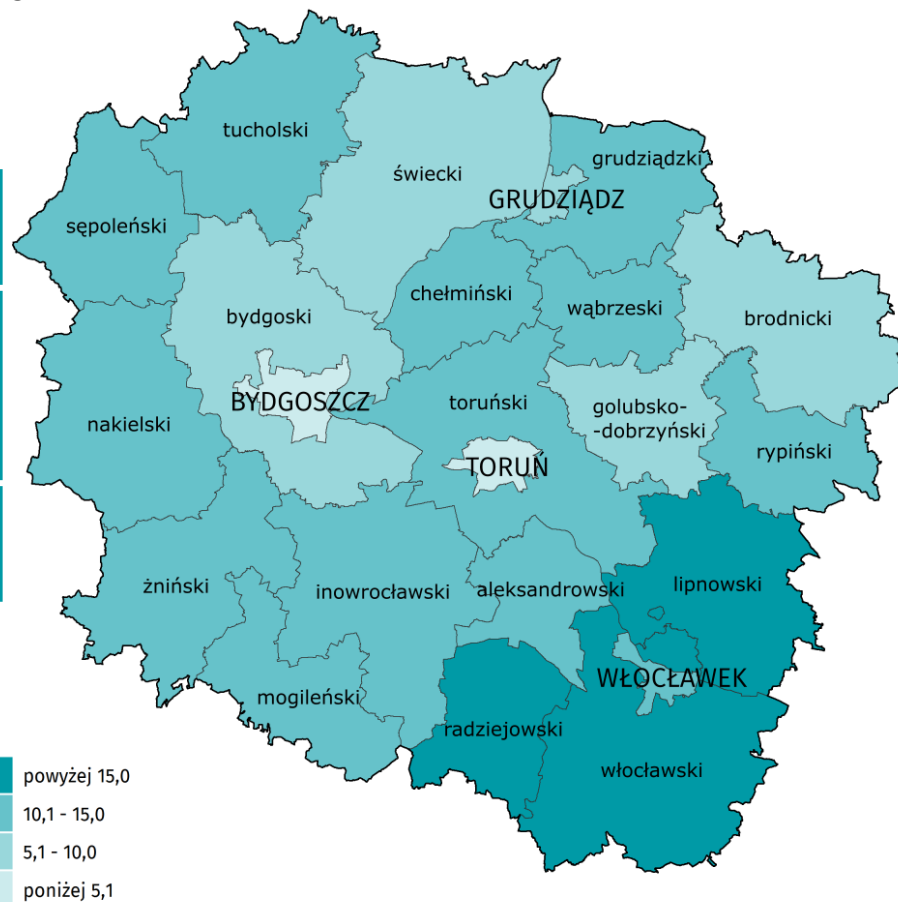 tucholski
świecki
grudziądzki
GRUDZIĄDZ
sępoleński
chełmiński
wąbrzeski
bydgoski
brodnicki
BYDGOSZCZ
toruński
golubsko-
-dobrzyński
nakielski
rypiński
TORUŃ
żniński
inowrocławski
aleksandrowski
lipnowski
mogileński
WŁOCŁAWEK
radziejowski
włocławski
powyżej 15,0
10,1 - 15,0
5,1 - 10,0
poniżej 5,1